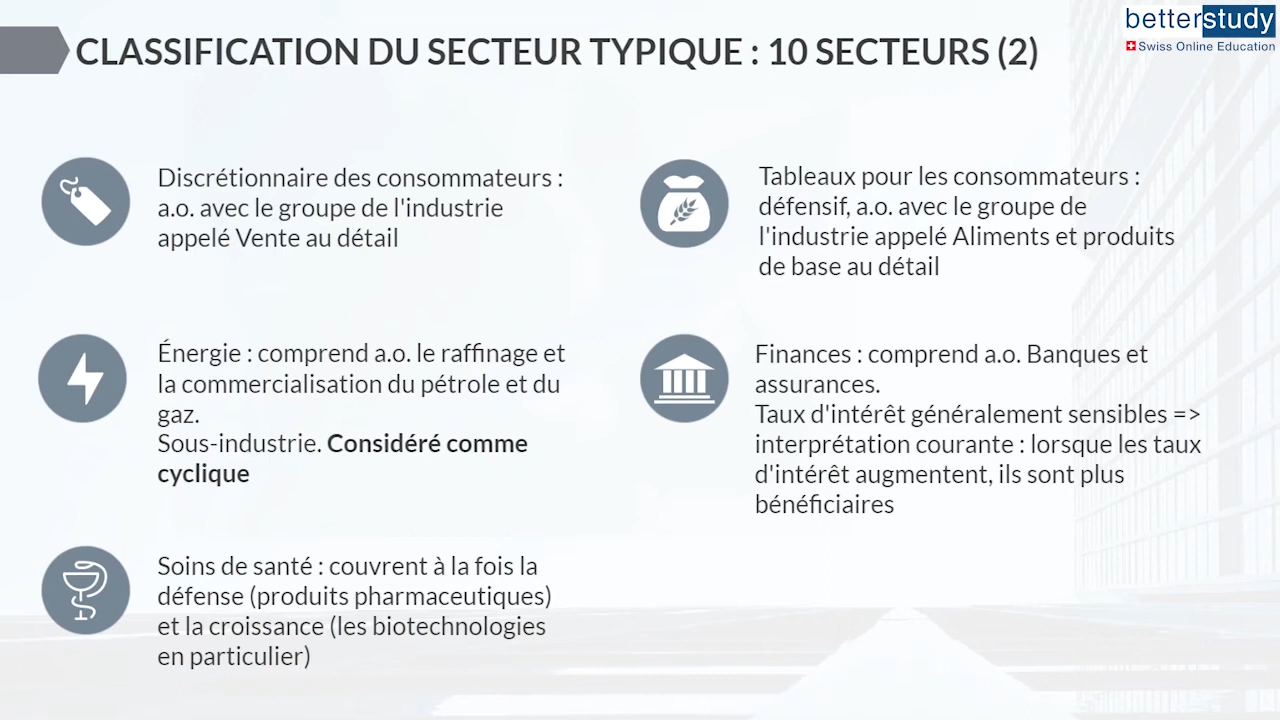 betterstudy
Swiss Online Education
CLASSIFICATION DU SECTEUR TYPIQUE : 10 SECTEURS (2)
Discrétionnaire des consommateurs :
a.o. avec le groupe de l'industrie
appelé Vente au détail
Tableaux pour les consommateurs :
défensif, a.o. avec le groupe de
l'industrie appelé Aliments et produits
de base au détail
Énergie : comprend a.o. le raffinage et
la commercialisation du pétrole et du
gaz.
Sous-industrie. Considéré comme
cyclique
Finances : comprend a.o. Banques et
assurances.
Taux d'intérêt généralement sensibles =>
interprétation courante : lorsque les taux
d'intérêt augmentent, ils sont plus
bénéficiaires
Soins de santé : couvrent à la fois la
défense (produits pharmaceutiques)
et la croissance (les biotechnologies
en particulier)